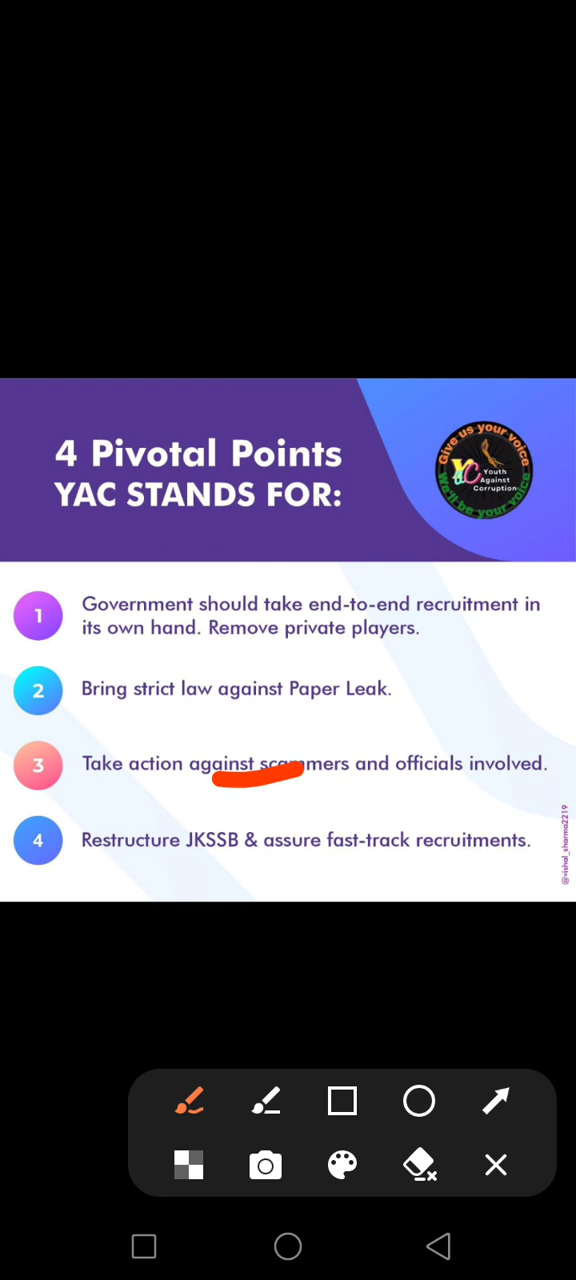 4 Pivotal Points
YAC STANDS FOR:
Give us your voice
YAC
Youth
Against
Corruption
We'll be your voice
1
Government should take end-to-end recruitment in
its own hand. Remove private players.
2
Bring strict law against Paper Leak.
3
Take action against scammers and officials involved.
4
Restructure JKSSB & assure fast-track recruitments.
@vishal_sharma2219